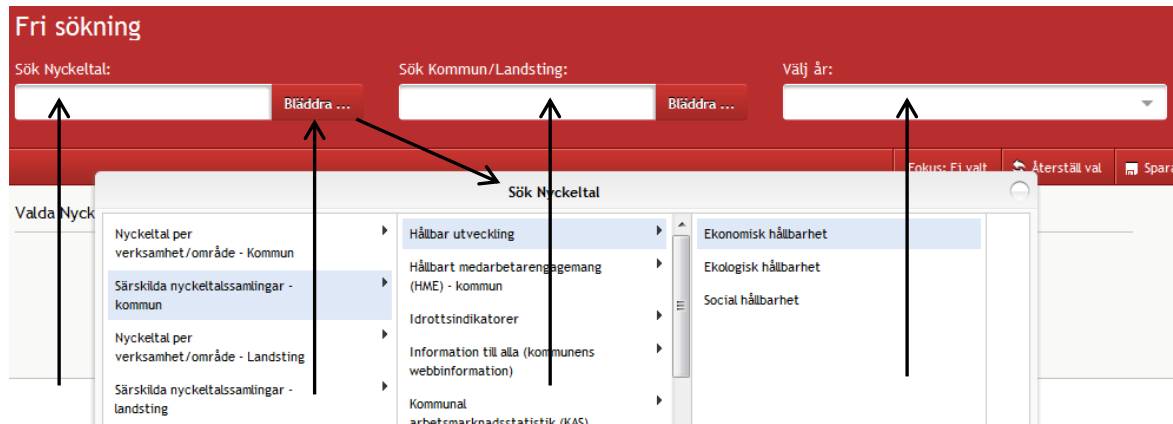 Fri sökning
Sök Nyckeltal:
Sök Kommun/Landsting:
Välj år:
Bläddra ...
Bläddra ...
Fokus: Ej valt
Återställ val
Spara
Sök Nyckeltal
Valda Nyck
Nyckeltal per
verksamhet/område - Kommun
Särskilda nyckeltalssamlingar -
kommun
Nyckeltal per
verksamhet/område - Landsting
Särskilda nyckeltalssamlingar -
landsting
Hållbar utveckling
Hållbart medarbetarengagemang
(HME) - kommun
Idrottsindikatorer
Information till alla (kommunens
webbinformation)
Kommunal
arbetsmarknadsstatistik (KAS)
Ekonomisk hållbarhet
Ekologisk hållbarhet
Social hållbarhet